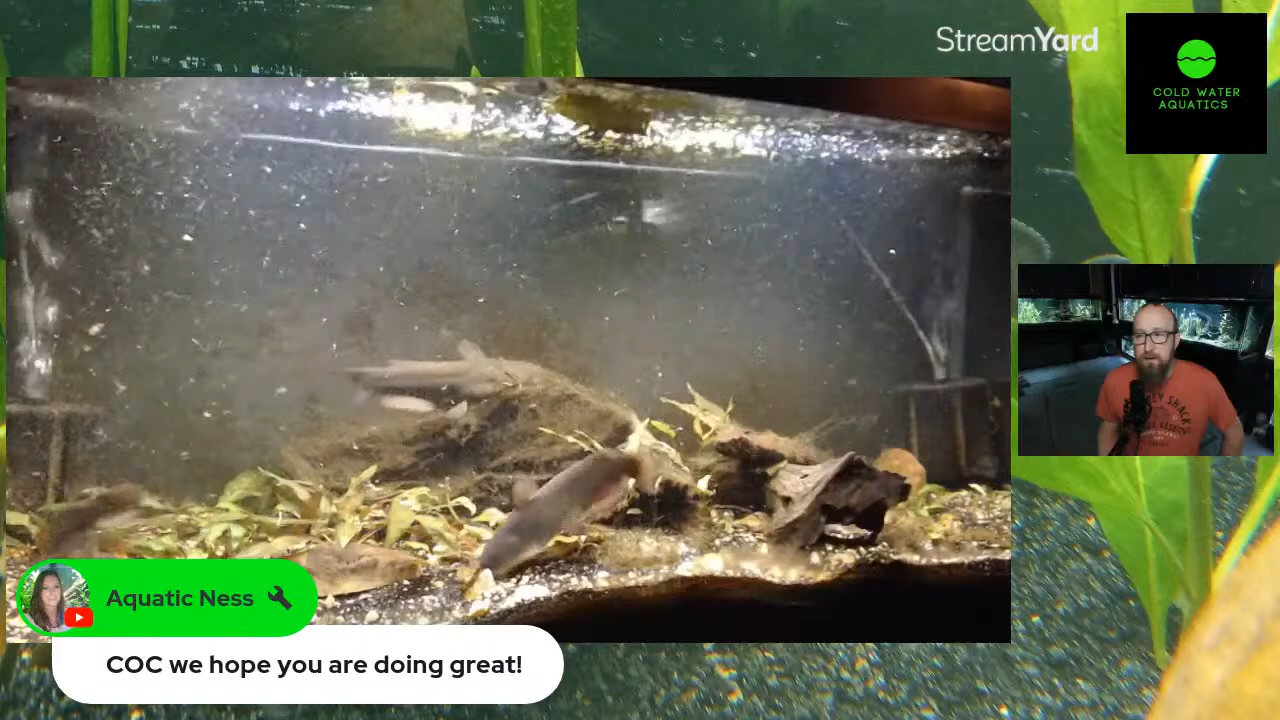 StreamYard
COLD WATER
AQUATICS
Aquatic Ness
COC we hope you are doing great!